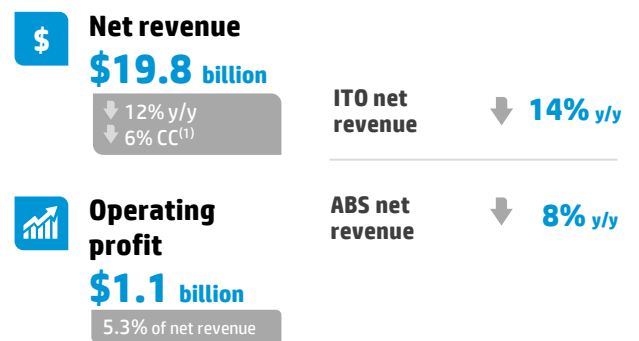 $
Net revenue
$19.8 billion
12% y/y
6% CC(1)
Operating
profit
$1.1 billion
5.3% of net revenue
ITO net
revenue
14% y/y
ABS net
revenue
8% y/y